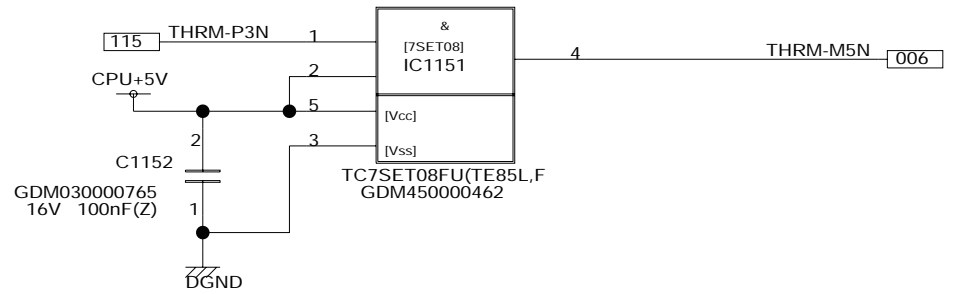 &
THRM-P3N
115
1
[7SET08]
IC1151
4
THRM-M5N
006
CPU+5V
2
5
[Vcc]
2
3
[Vss]
C1152
TC7SET08FU(TE85L,F
GDM450000462
GDM030000765
16V 100nF(Z)
1
DGND